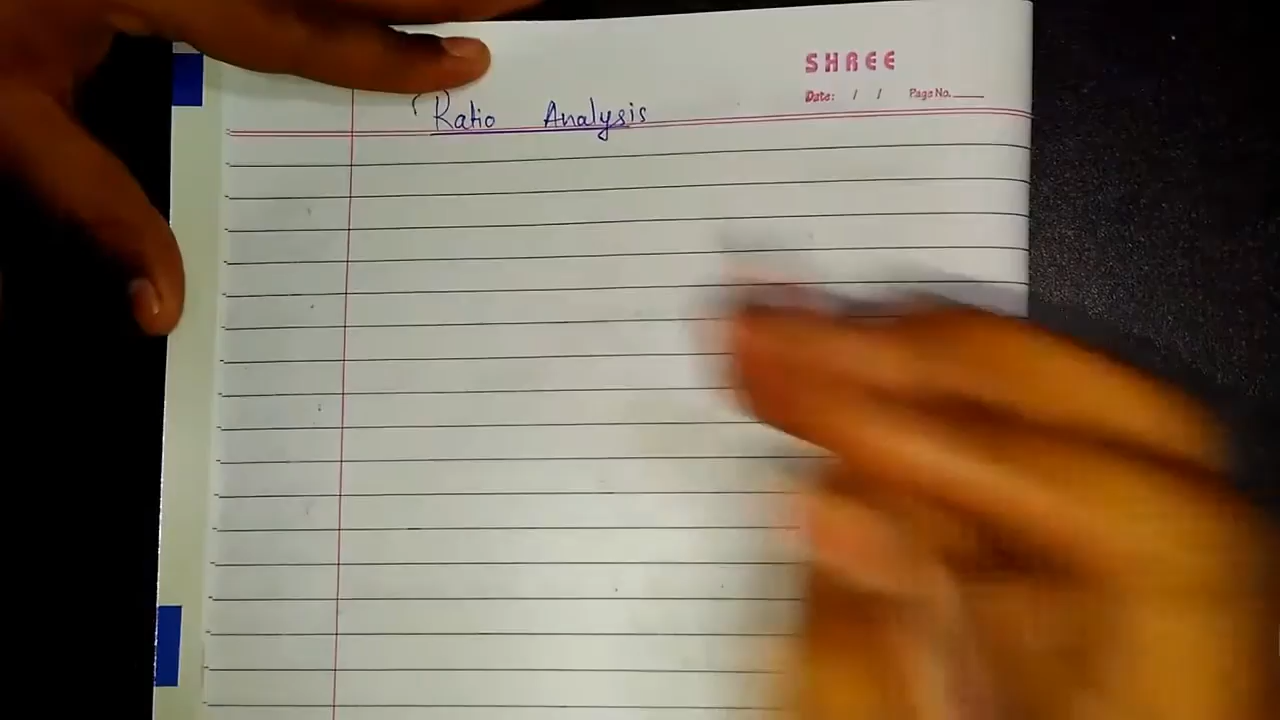 SHREE
Date: / / Page No.
Ratio Analysis